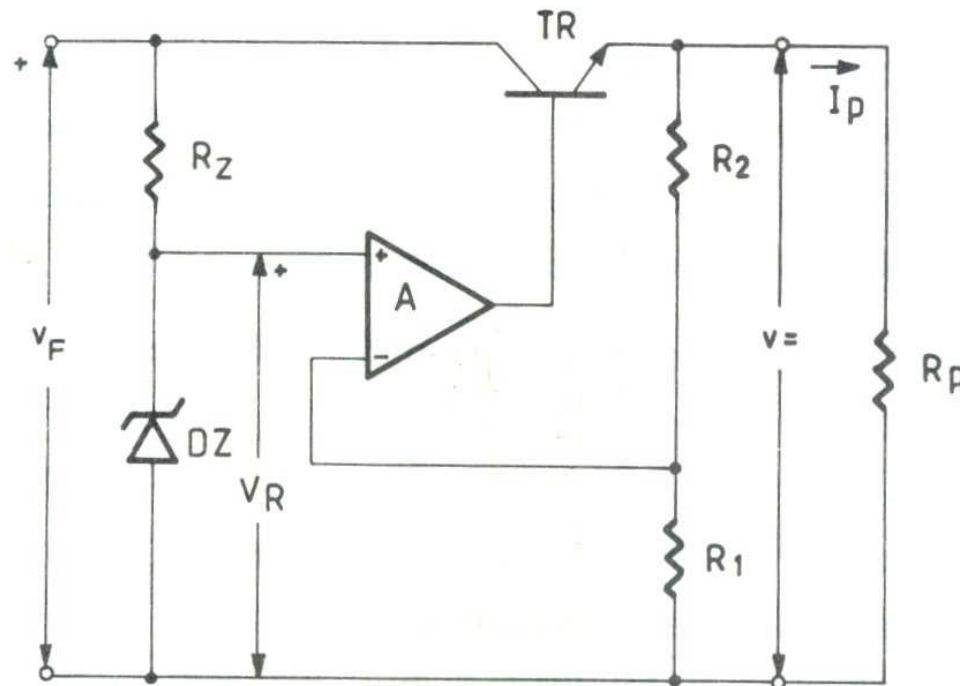 TR
+
Ip
RZ
R2
+
+
A
vF
v=
Rp
-
DZ
VR
R1